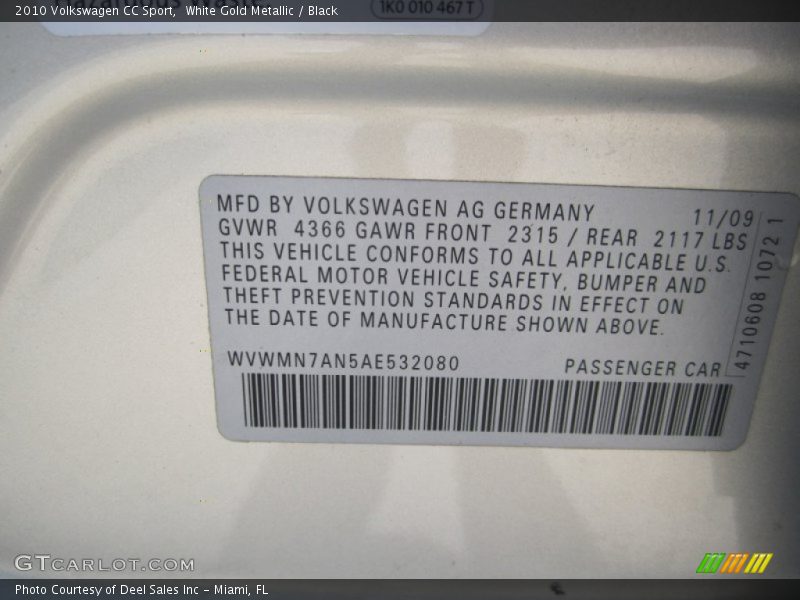 Hazardous Waste
1K0 010 467 T
2010 Volkswagen CC Sport, White Gold Metallic / Black
MFD BY VOLKSWAGEN AG GERMANY 11/09
GVWR 4366 GAWR FRONT 2315 / REAR 2117 LBS
THIS VEHICLE CONFORMS TO ALL APPLICABLE U.S.
FEDERAL MOTOR VEHICLE SAFETY, BUMPER AND
THEFT PREVENTION STANDARDS IN EFFECT ON
THE DATE OF MANUFACTURE SHOWN ABOVE.
WVWMN7AN5AE532080 PASSENGER CAR
4710608 1072 1
GTCARLOT.COM
Photo Courtesy of Deel Sales Inc - Miami, FL